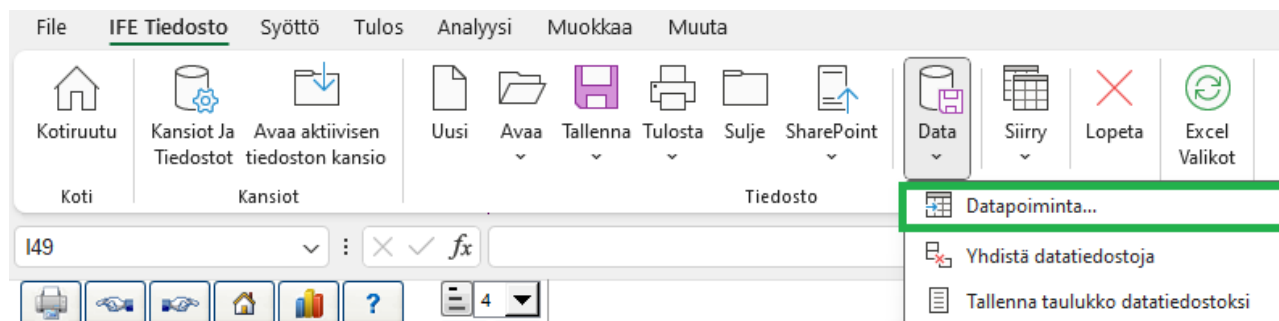 File IFE Tiedosto Syöttö Tulos Analyysi Muokkaa Muuta
Kotiruutu Kansiot Ja Avaa aktiivisen Uusi Avaa Tallenna Tulosta Sulje SharePoint Data Siirry Lopeta Excel
Tiedostot tiedoston kansio Valikot
Koti Kansiot Tiedosto
Datapoiminta...
I49 fx
Yhdistä datatiedostoja
? 4
Tallenna taulukko datatiedostoksi